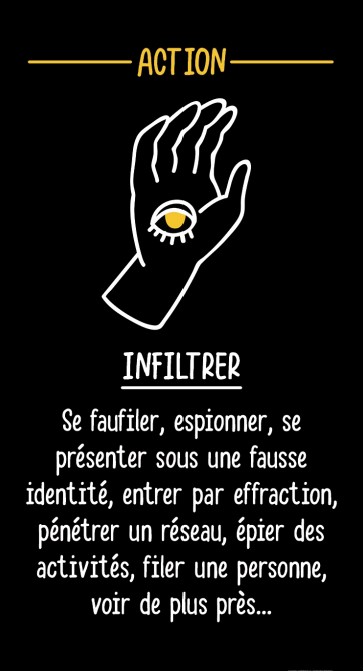 ACTION
INFILTRER
Se faufiler, espionner, se
présenter sous une fausse
identité, entrer par effraction,
pénétrer un réseau, épier des
activités, filer une personne,
voir de plus près...